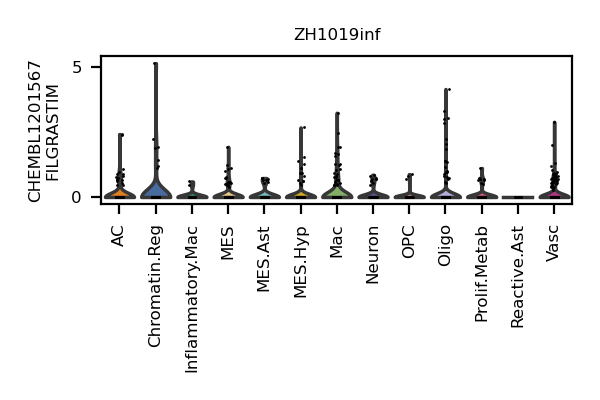 ZH1019inf
CHEMBL1201567
FILGRASTIM
5
0
AC
Chromatin.Reg
Inflammatory.Mac
MES
MES.Ast
MES.Hyp
Mac
Neuron
OPC
Oligo
Prolif.Metab
Reactive.Ast
Vasc